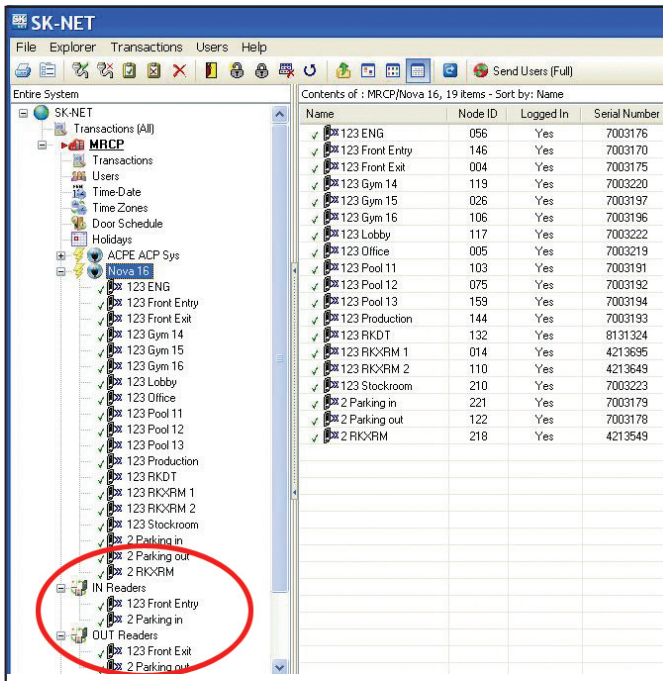 SK-NET
File Explorer Transactions Users Help
Send Users (Full)
Entire System
SK-NET
Transactions (All)
MRCP
Transactions
Users
Time-Date
Time Zones
Door Schedule
Holidays
ACPE ACP Sys
Nova 16
123 ENG
123 Front Entry
123 Front Exit
123 Gym 14
123 Gym 15
123 Gym 16
123 Lobby
123 Office
123 Pool 11
123 Pool 12
123 Pool 13
123 Production
123 RKDT
123 RKXRM 1
123 RKXRM 2
123 Stockroom
2 Parking in
2 Parking out
2 RKXRM
IN Readers
123 Front Entry
2 Parking in
OUT Readers
123 Front Exit
2 Parking out
Contents of : MRCP/Nova 16, 19 items - Sort by: Name
Name Node ID Logged In Serial Number
123 ENG 056 Yes 7003176
123 Front Entry 146 Yes 7003170
123 Front Exit 004 Yes 7003175
123 Gym 14 119 Yes 7003220
123 Gym 15 026 Yes 7003197
123 Gym 16 106 Yes 7003196
123 Lobby 117 Yes 7003222
123 Office 005 Yes 7003219
123 Pool 11 103 Yes 7003191
123 Pool 12 075 Yes 7003192
123 Pool 13 159 Yes 7003194
123 Production 144 Yes 7003193
123 RKDT 132 Yes 8131324
123 RKXRM 1 014 Yes 4213695
123 RKXRM 2 110 Yes 4213649
123 Stockroom 210 Yes 7003223
2 Parking in 221 Yes 7003179
2 Parking out 122 Yes 7003178
2 RKXRM 218 Yes 4213549